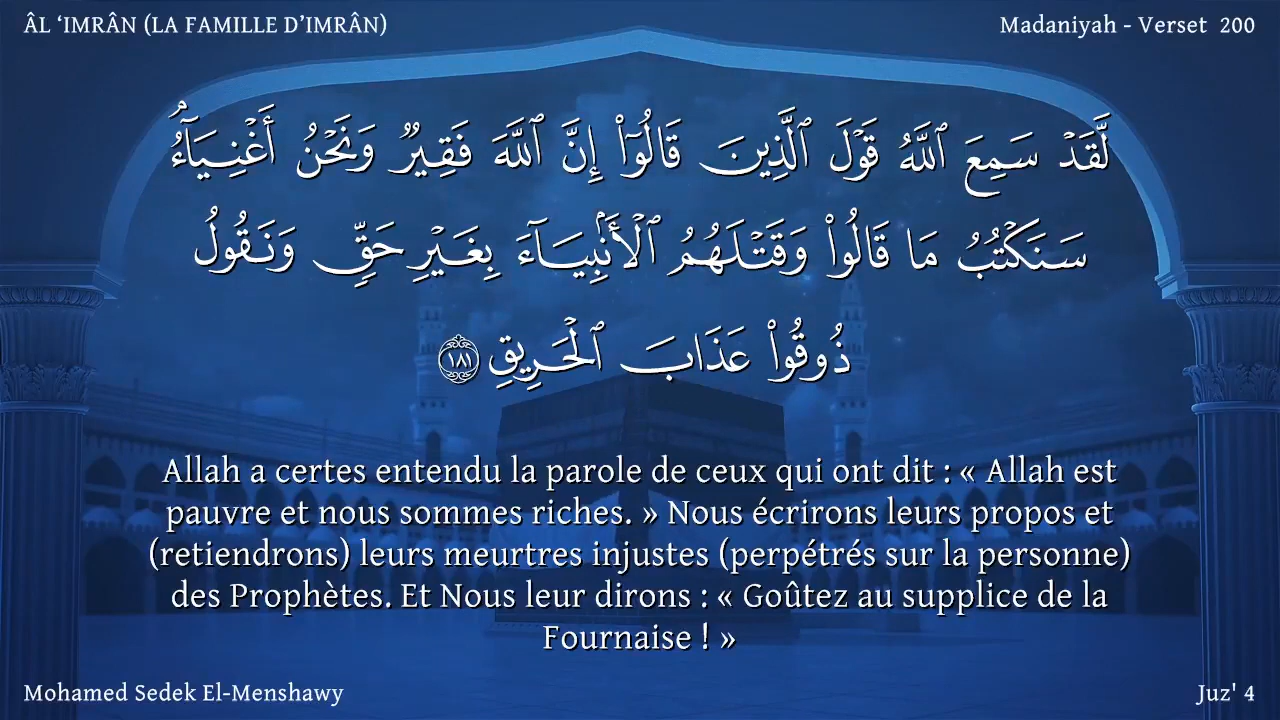 ÂL ‘IMRÂN (LA FAMILLE D’IMRÂN)
Madaniyah - Verset 200
لَّقَدْ سَمِعَ ٱللَّهُ قَوْلَ ٱلَّذِينَ قَالُوٓا۟ إِنَّ ٱللَّهَ فَقِيرٌ وَنَحْنُ أَغْنِيَآءُ ۘ
سَنَكْتُبُ مَا قَالُوا۟ وَقَتْلَهُمُ ٱلْأَنۢبِيَآءَ بِغَيْرِ حَقٍّ وَنَقُولُ
ذُوقُوا۟ عَذَابَ ٱلْحَرِيقِ ١٨١
Allah a certes entendu la parole de ceux qui ont dit : « Allah est
pauvre et nous sommes riches. » Nous écrirons leurs propos et
(retiendrons) leurs meurtres injustes (perpétrés sur la personne)
des Prophètes. Et Nous leur dirons : « Goûtez au supplice de la
Fournaise ! »
Mohamed Sedek El-Menshawy
Juz' 4